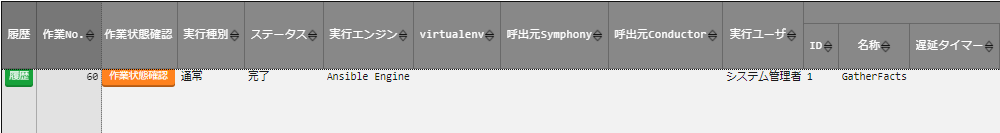 履歴 作業No. 作業状態確認 実行種別 ステータス 実行エンジン virtualenv 呼出元Symphony 呼出元Conductor 実行ユーザ
ID 名称 遅延タイマー
履歴 60 作業状態確認 通常 完了 Ansible Engine システム管理者 1 GatherFacts